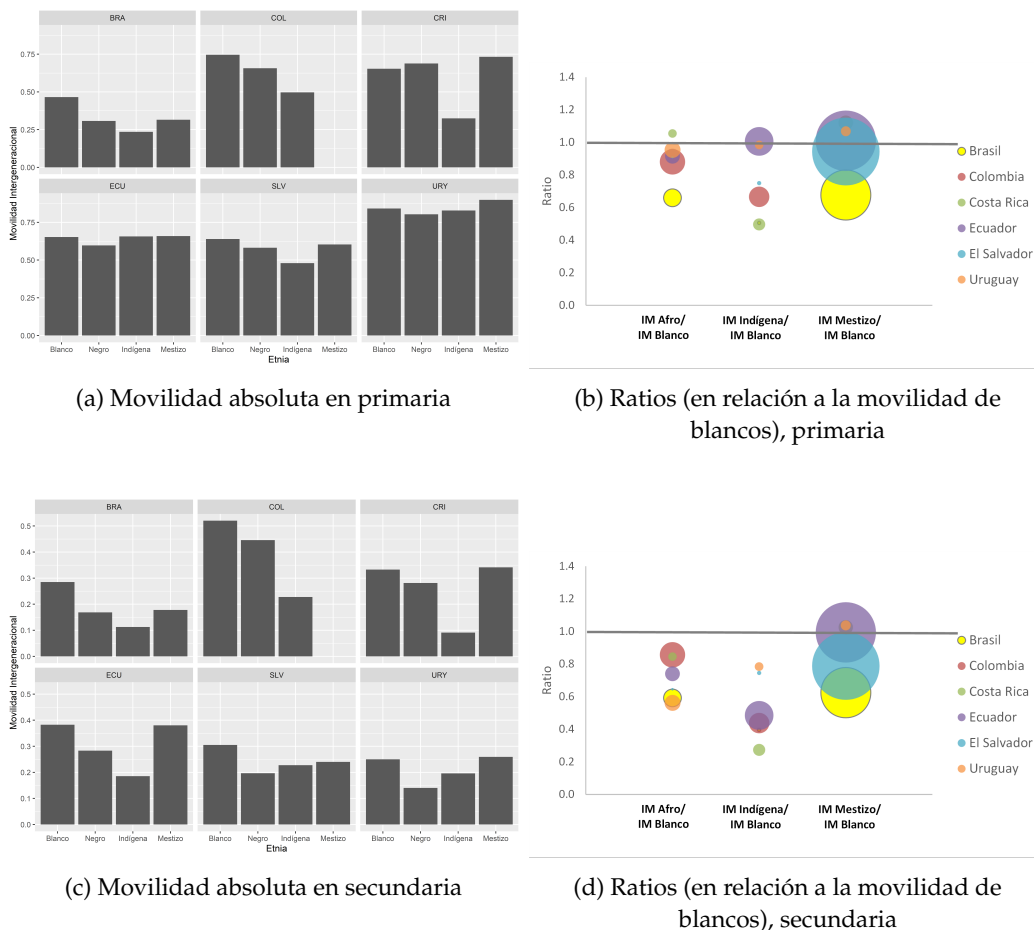 BRA COL CRI
0.75
0.50
0.25
0.00
ECU SLV URY
0.75
0.50
0.25
0.00
Movilidad Intergeneracional
Blanco Negro Indígena Mestizo Blanco Negro Indígena Mestizo Blanco Negro Indígena Mestizo
Etnia
(a) Movilidad absoluta en primaria
1.4
1.2
1.0
0.8
0.6
0.4
0.2
0.0
Ratio
IM Afro/ IM Indígena/ IM Mestizo/
IM Blanco IM Blanco IM Blanco
Brasil
Colombia
Costa Rica
Ecuador
El Salvador
Uruguay
(b) Ratios (en relación a la movilidad de
blancos), primaria
BRA COL CRI
0.5
0.4
0.3
0.2
0.1
0.0
ECU SLV URY
0.5
0.4
0.3
0.2
0.1
0.0
Movilidad Intergeneracional
Blanco Negro Indígena Mestizo Blanco Negro Indígena Mestizo Blanco Negro Indígena Mestizo
Etnia
(c) Movilidad absoluta en secundaria
1.4
1.2
1.0
0.8
0.6
0.4
0.2
0.0
Ratio
IM Afro/ IM Indígena/ IM Mestizo/
IM Blanco IM Blanco IM Blanco
Brasil
Colombia
Costa Rica
Ecuador
El Salvador
Uruguay
(d) Ratios (en relación a la movilidad de
blancos), secundaria